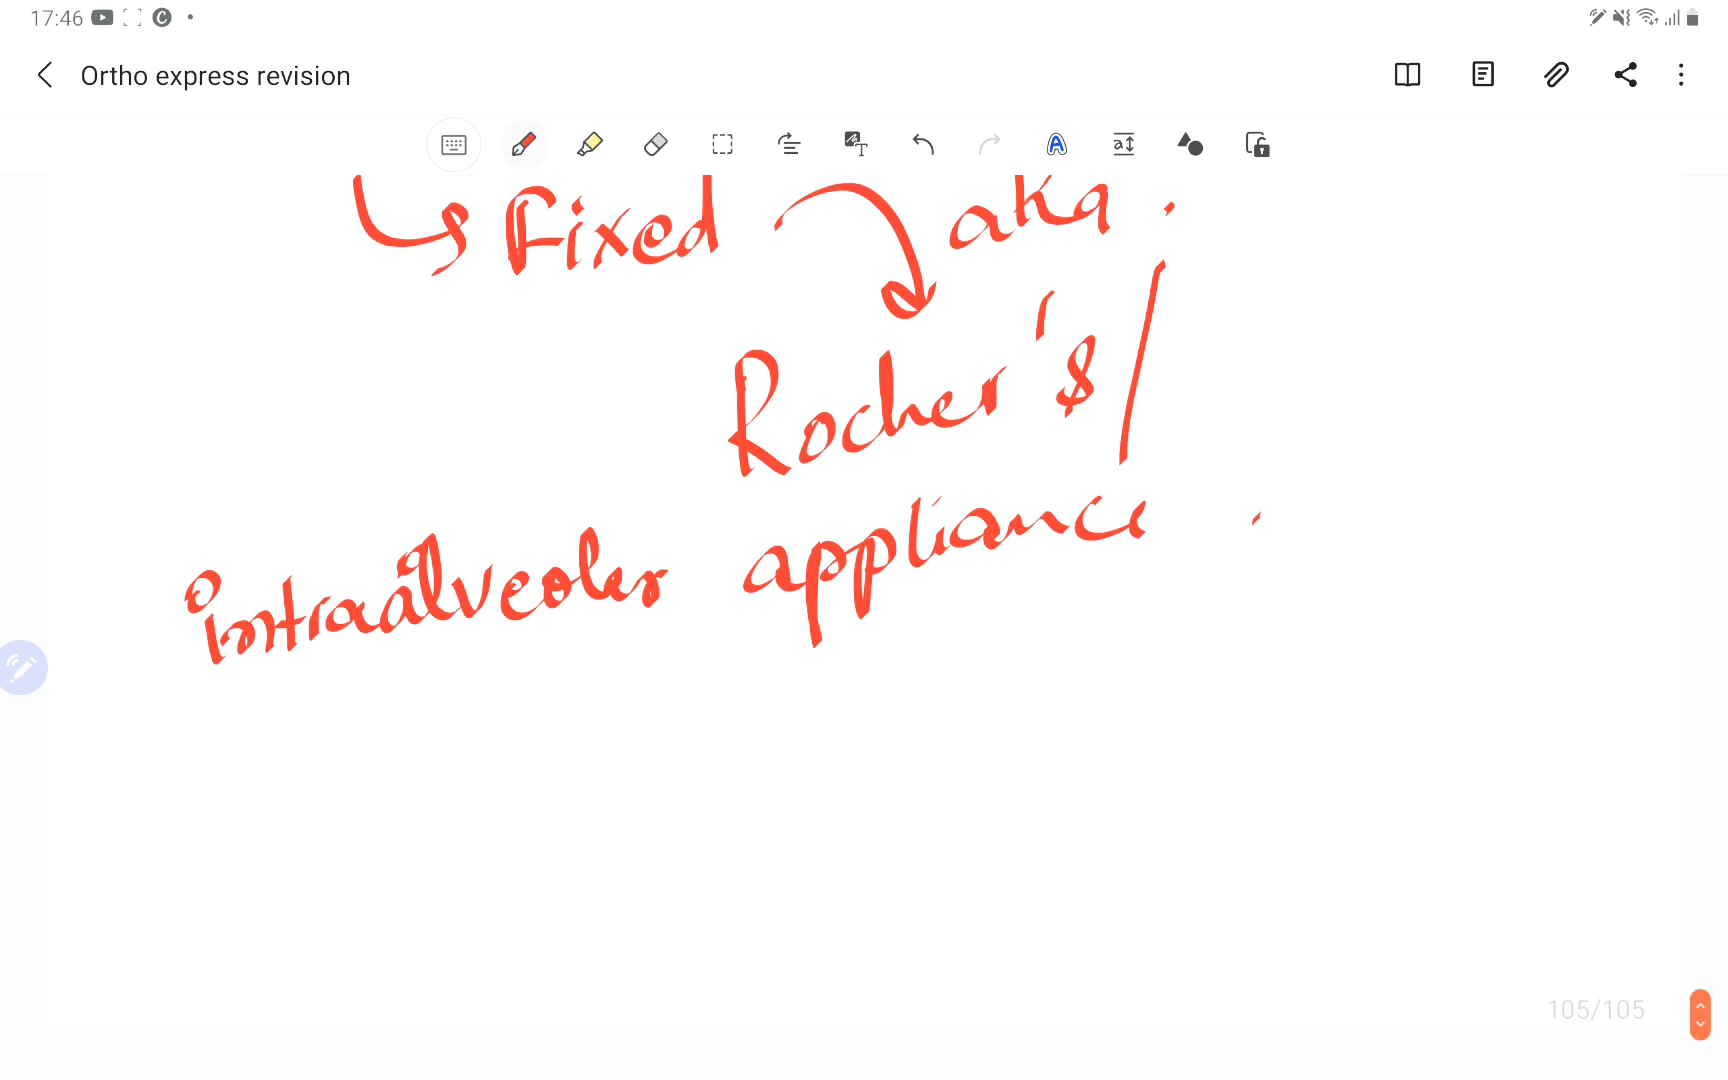 17:46
Ortho express revision
Fixed aka.
Rocher's/
intraalveolar appliance.
105/105